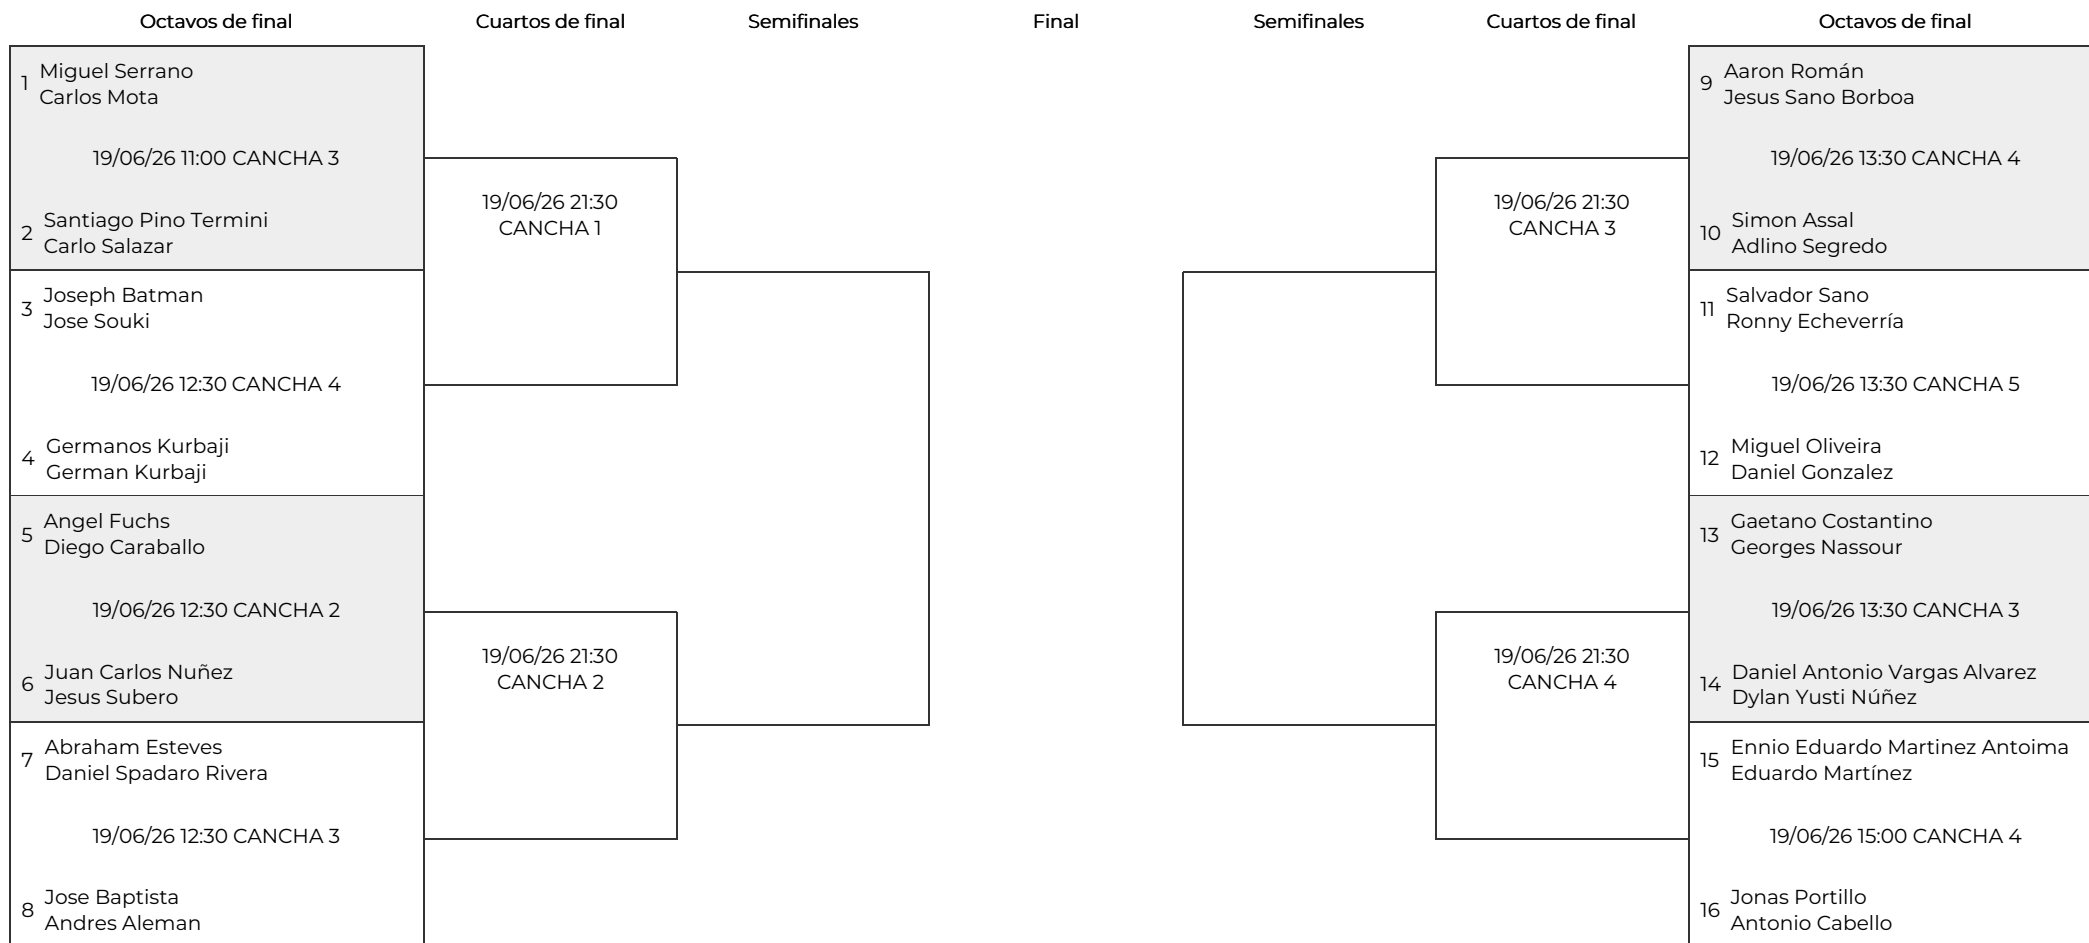 Octavos de final
Cuartos de final
Semifinales
Final
Semifinales
Cuartos de final
Octavos de final
1
Miguel Serrano
Carlos Mota
19/06/26 11:00 CANCHA 3
2
Santiago Pino Termini
Carlo Salazar
3
Joseph Batman
Jose Souki
19/06/26 12:30 CANCHA 4
4
Germanos Kurbaji
German Kurbaji
5
Angel Fuchs
Diego Caraballo
19/06/26 12:30 CANCHA 2
6
Juan Carlos Nuñez
Jesus Subero
7
Abraham Esteves
Daniel Spadaro Rivera
19/06/26 12:30 CANCHA 3
8
Jose Baptista
Andres Aleman
19/06/26 21:30
CANCHA 1
19/06/26 21:30
CANCHA 2
19/06/26 21:30
CANCHA 3
19/06/26 21:30
CANCHA 4
9
Aaron Román
Jesus Sano Borboa
19/06/26 13:30 CANCHA 4
10
Simon Assal
Adlino Segredo
11
Salvador Sano
Ronny Echeverría
19/06/26 13:30 CANCHA 5
12
Miguel Oliveira
Daniel Gonzalez
13
Gaetano Costantino
Georges Nassour
19/06/26 13:30 CANCHA 3
14
Daniel Antonio Vargas Alvarez
Dylan Yusti Núñez
15
Ennio Eduardo Martinez Antoima
Eduardo Martínez
19/06/26 15:00 CANCHA 4
16
Jonas Portillo
Antonio Cabello